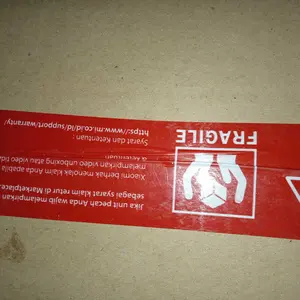 FRAGILE
Jika unit pecah Anda wajib melampirkan
sebagai syarat klaim retur di Marketplace.
Xiaomi berhak menolak klaim Anda apabila
melampirkan video unboxing atau video
Syarat dan Ketentuan:
https://www.mi.co.id/id/support/warranty/